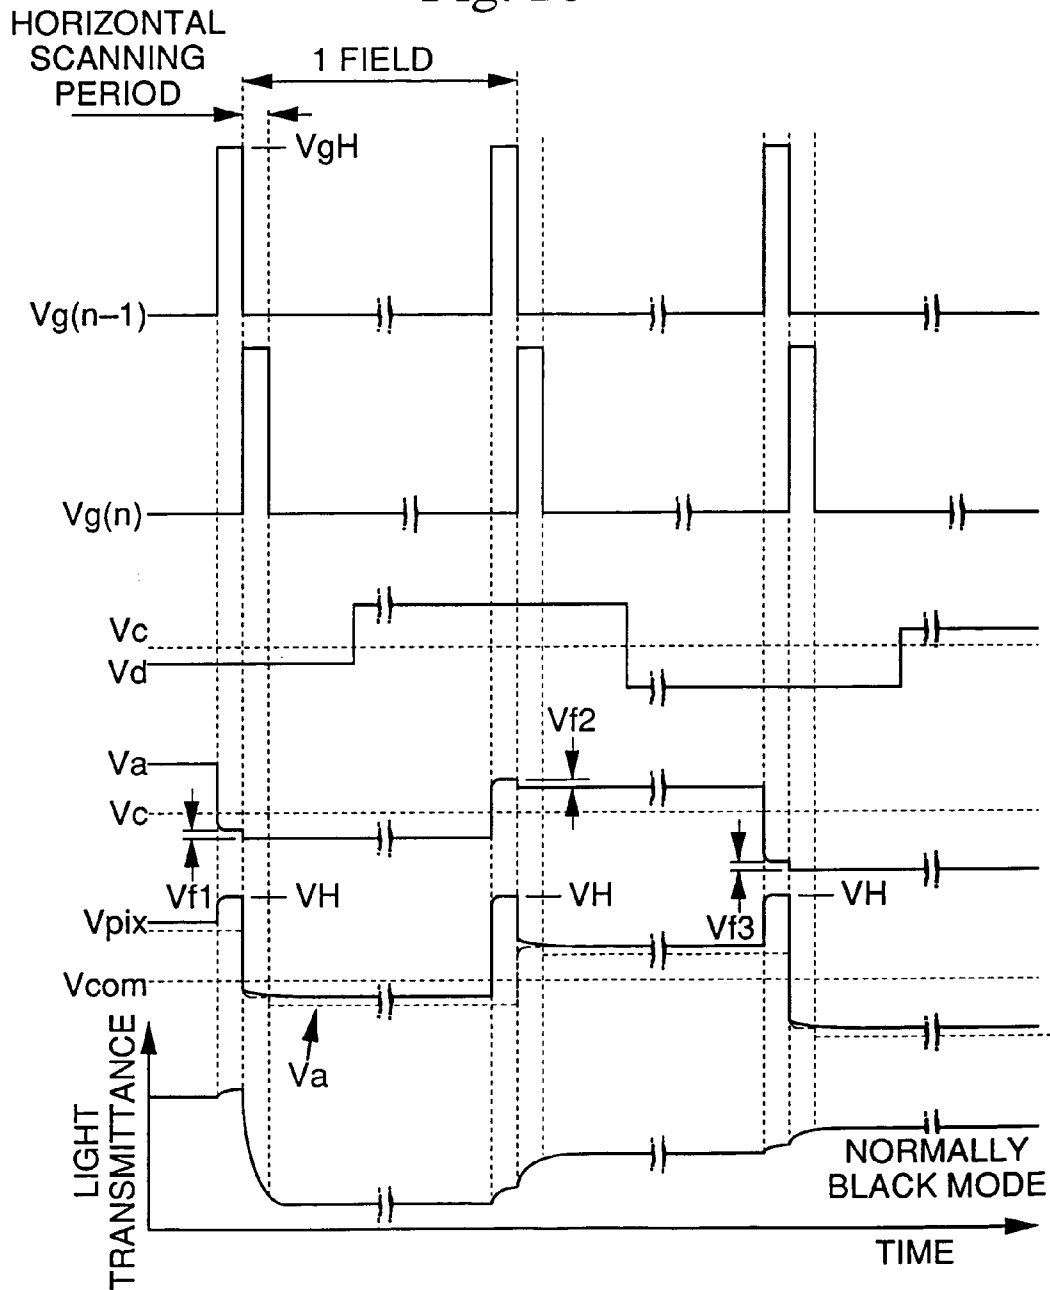 HORIZONTAL
SCANNING
PERIOD
1 FIELD
VgH
Vg(n–1)
Vg(n)
Vc
Vd
Vf2
Va
Vc
Vf1
VH
VH
VH
Vpix
Vf3
Vcom
Va
LIGHT
TRANSMITTANCE
NORMALLY
BLACK MODE
TIME